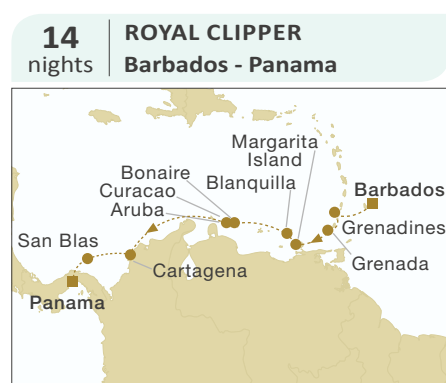 14
nights
ROYAL CLIPPER
Barbados - Panama
Margarita
Island
Bonaire
Curacao
Blanquilla
Aruba
Barbados
Grenadines
Grenada
San Blas
Cartagena
Panama